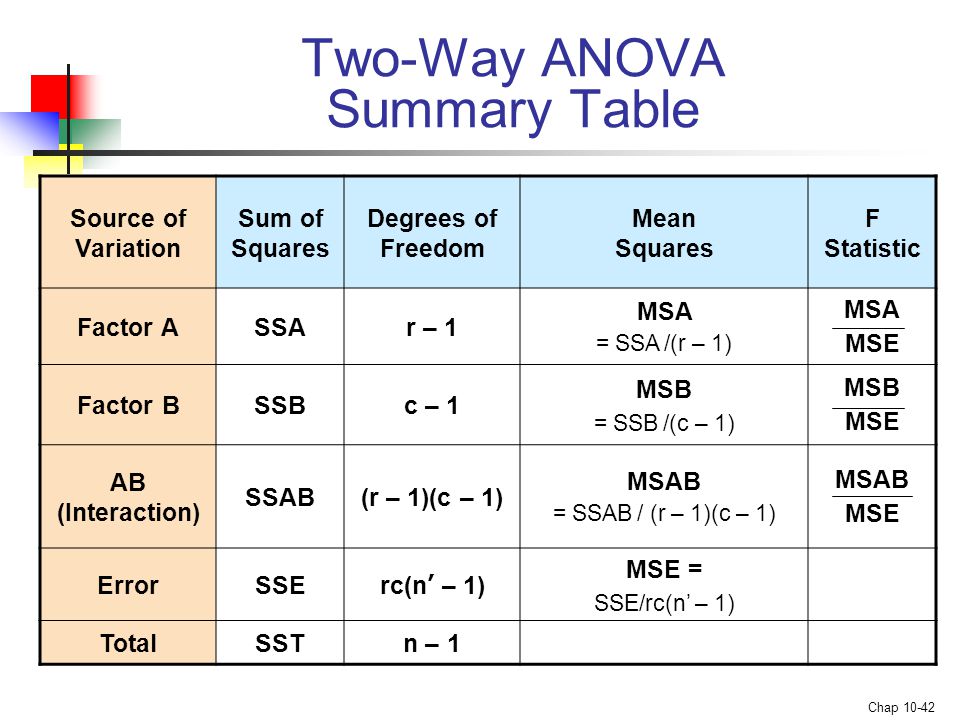 Two-Way ANOVA
Summary Table
Source of
Variation
Sum of
Squares
Degrees of
Freedom
Mean
Squares
F
Statistic
Factor A
SSA
r – 1
MSA
= SSA /(r – 1)
MSA
MSE
Factor B
SSB
c – 1
MSB
= SSB /(c – 1)
MSB
MSE
AB
(Interaction)
SSAB
(r – 1)(c – 1)
MSAB
= SSAB / (r – 1)(c – 1)
MSAB
MSE
Error
SSE
rc(n′ – 1)
MSE =
SSE/rc(n’ – 1)
Total
SST
n – 1
Chap 10-42